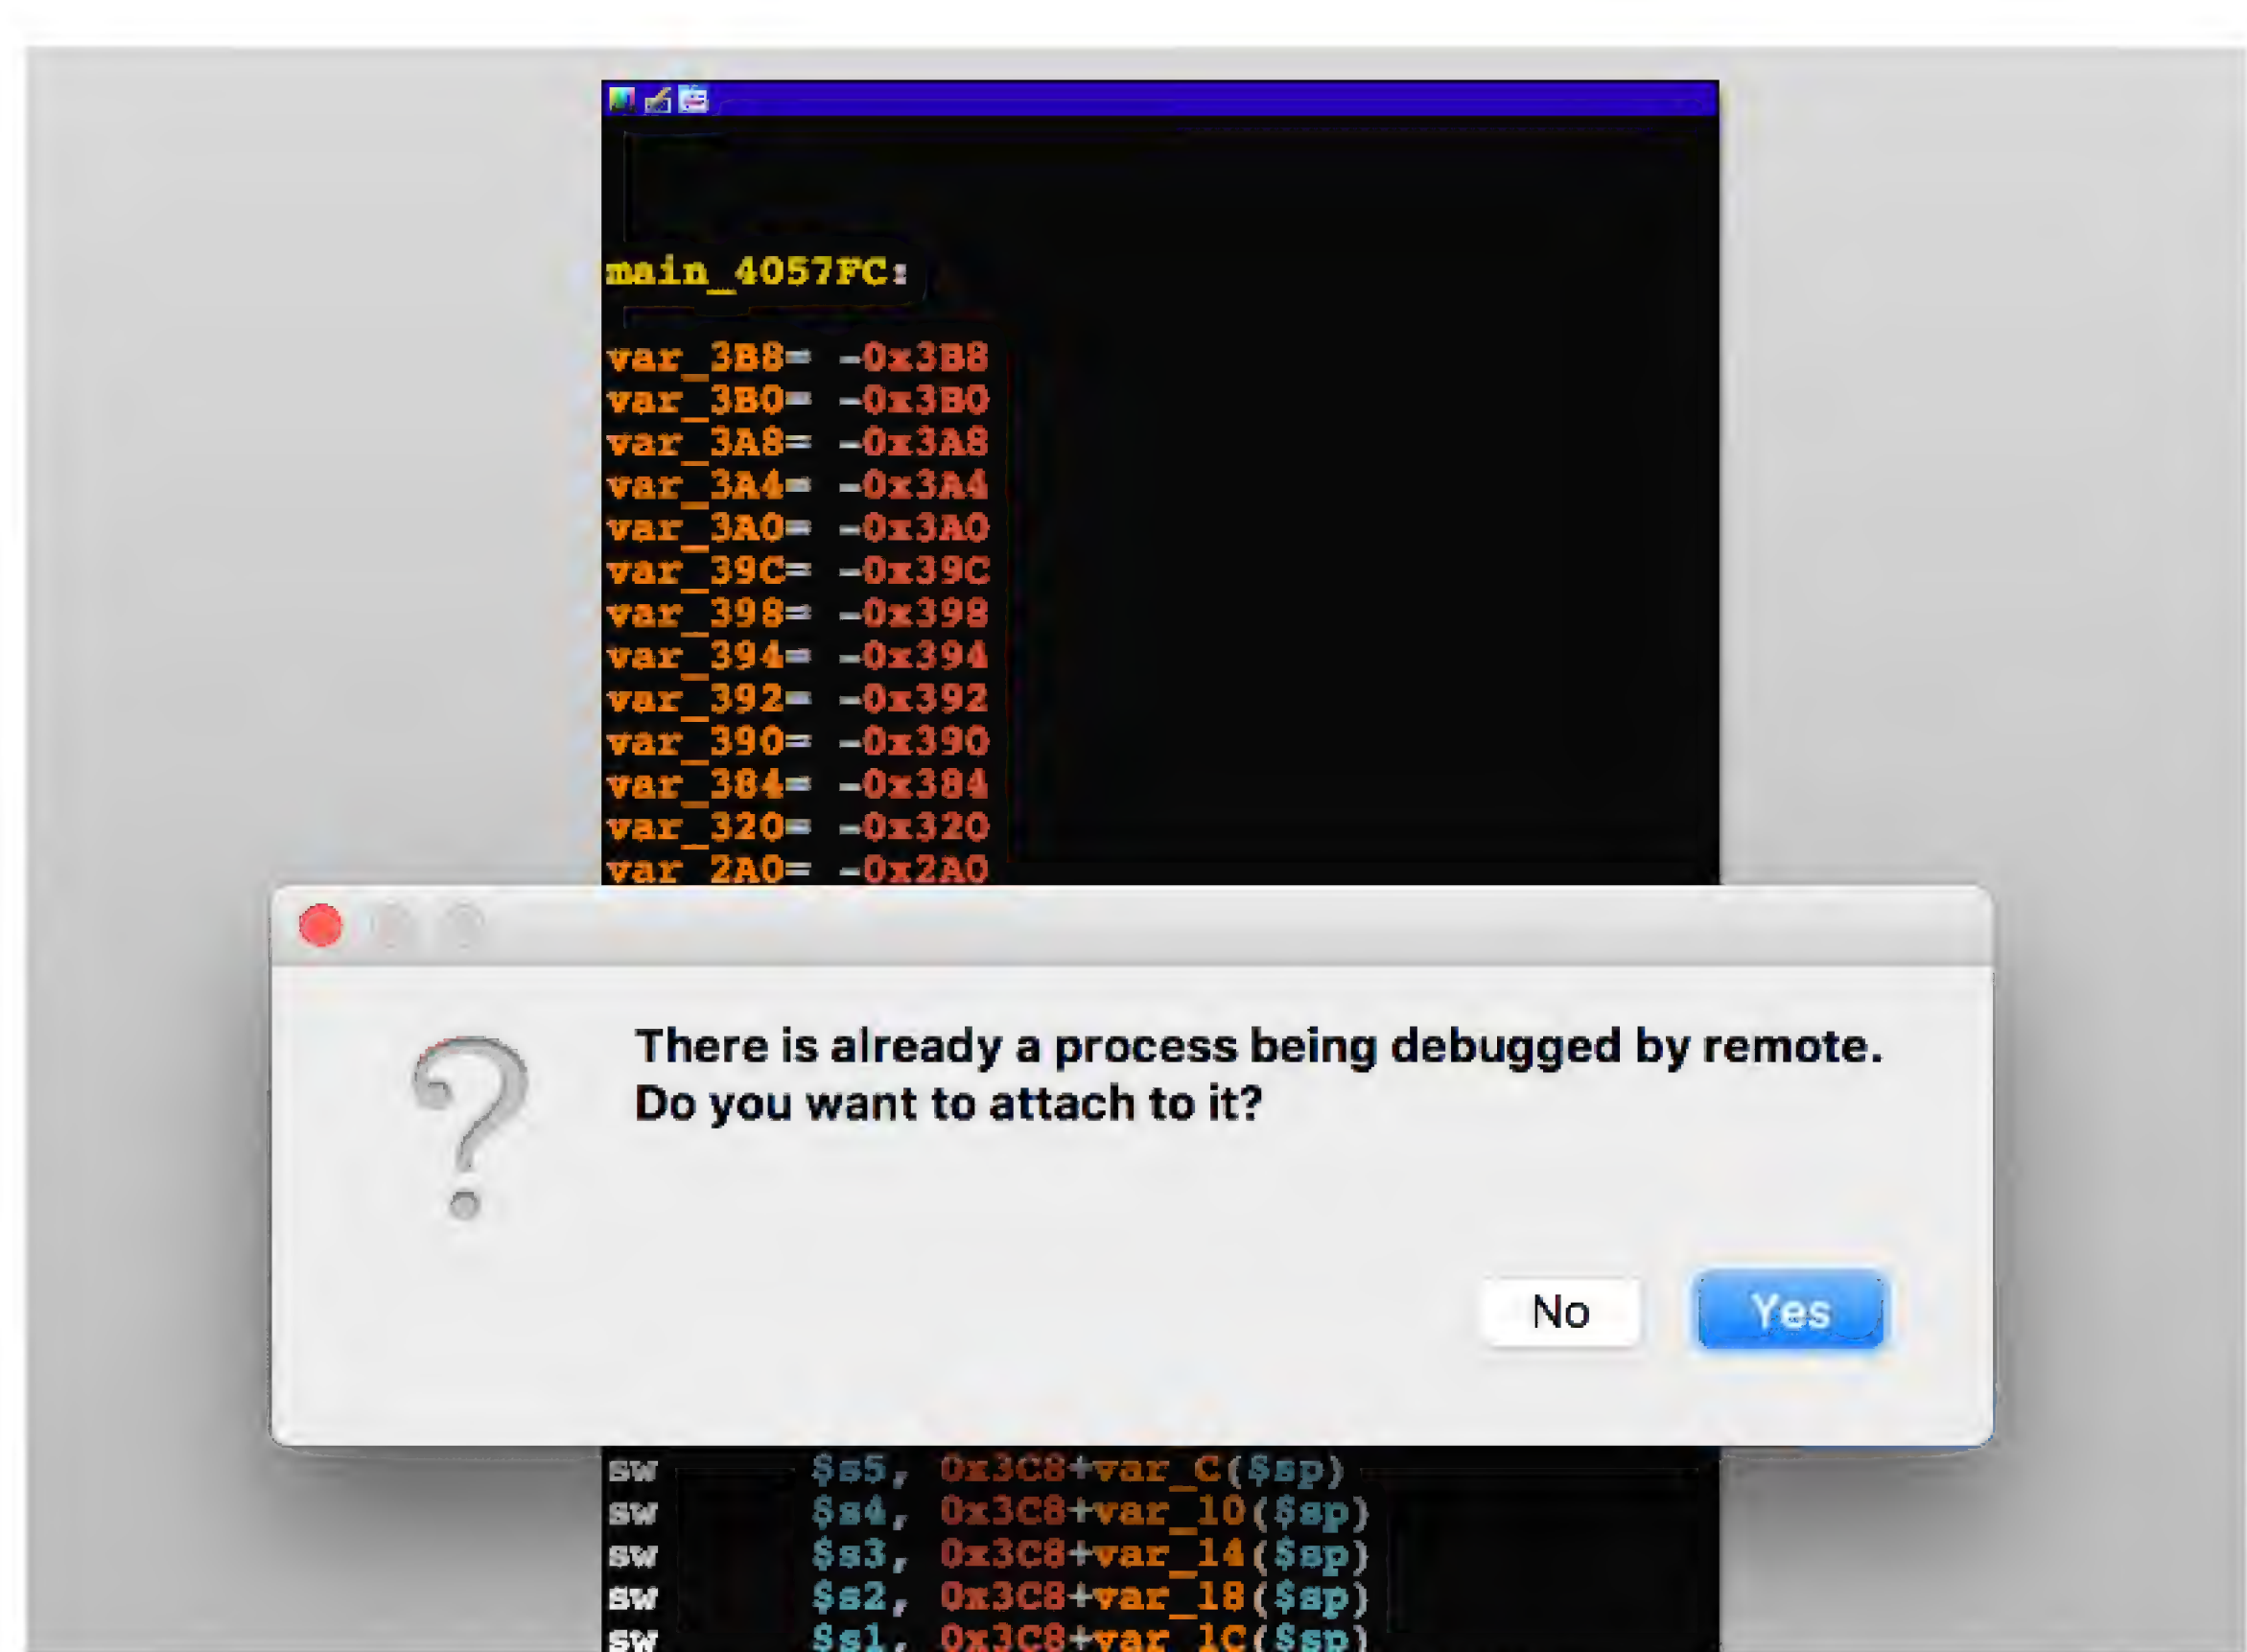 main_4057FC:
var_3B8= -0x3B8
var_3B0= -0x3B0
var_3A8= -0x3A8
var_3A4= -0x3A4
var_3A0= -0x3A0
var_39C= -0x39C
var_398= -0x398
var_394= -0x394
var_392= -0x392
var_390= -0x390
var_384= -0x384
var_320= -0x320
var_2A0= -0x2A0
There is already a process being debugged by remote.
Do you want to attach to it?
No Yes
sw $s5, 0x3C8+var_C($sp)
sw $s4, 0x3C8+var_10($sp)
sw $s3, 0x3C8+var_14($sp)
sw $s2, 0x3C8+var_18($sp)
sw $s1, 0x3C8+var_1C($sp)